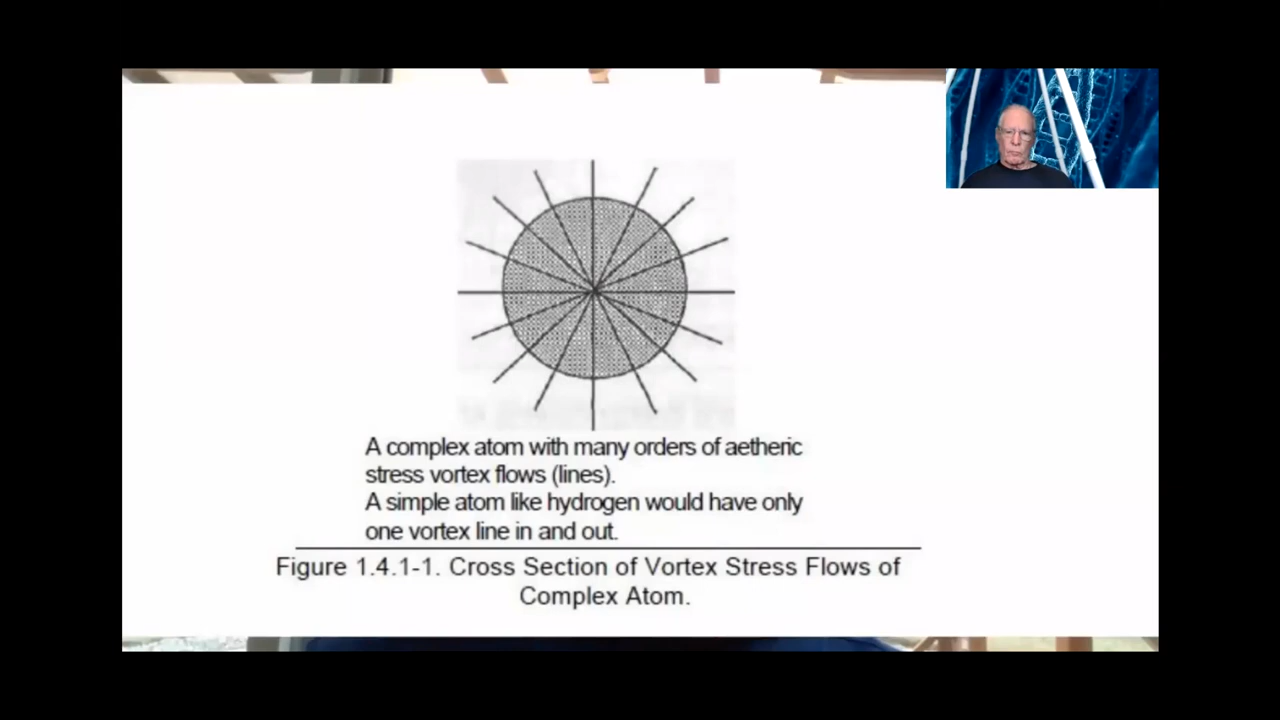 A complex atom with many orders of aetheric
stress vortex flows (lines).
A simple atom like hydrogen would have only
one vortex line in and out.
Figure 1.4.1-1. Cross Section of Vortex Stress Flows of
Complex Atom.